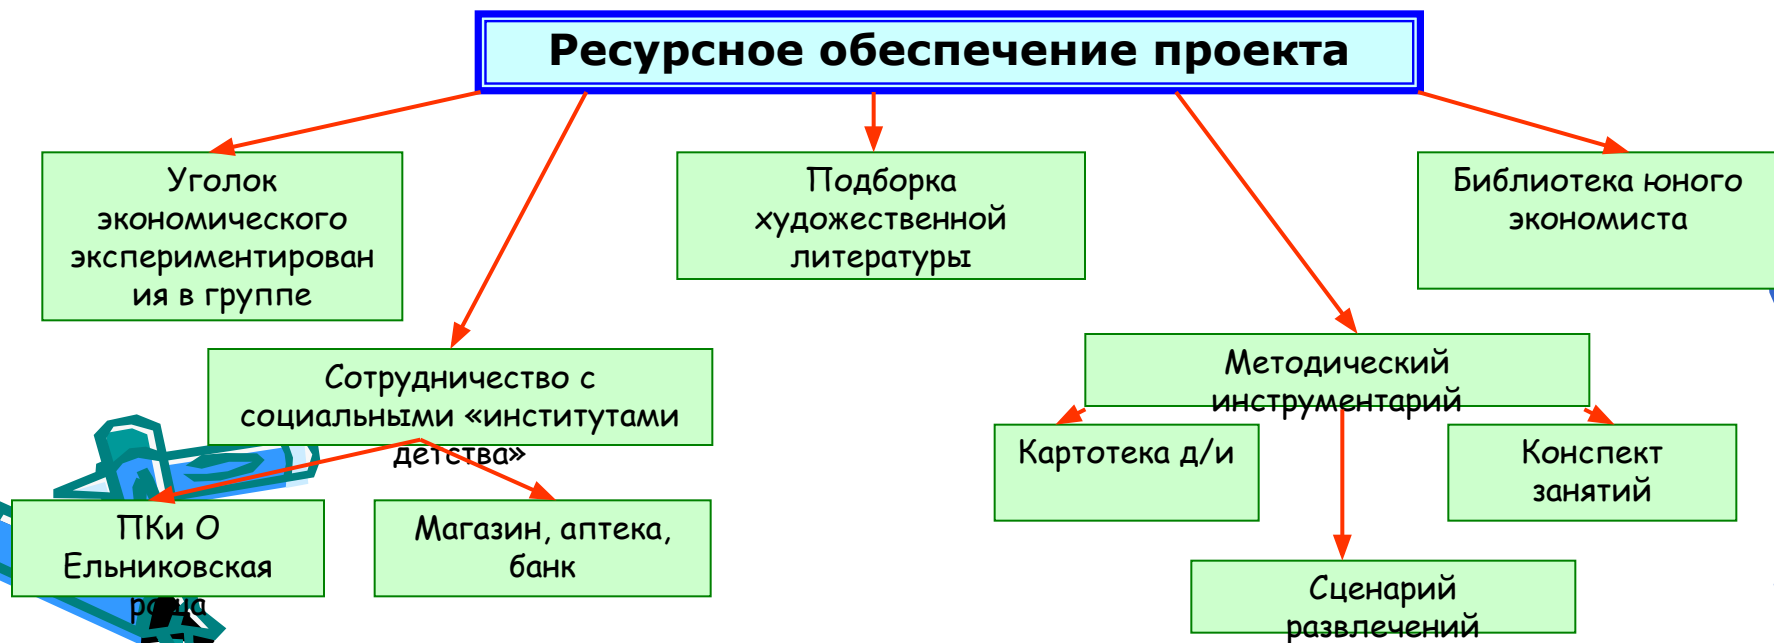 Ресурсное обеспечение проекта
Уголок
экономического
экспериментирован
ия в группе
Подборка
художественной
литературы
Библиотека юного
экономиста
Сотрудничество с
социальными «институтами
детства»
Методический
инструментарий
Картотека д/и
Конспект
занятий
ПКи О
Ельниковская
роща
Магазин, аптека,
банк
Сценарий
развлечений